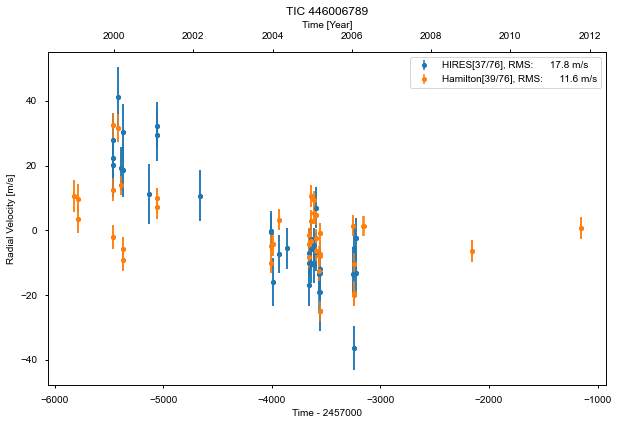 TIC 446006789
Time [Year]
2000 2002 2004 2006 2008 2010 2012
HIRES[37/76], RMS: 17.8 m/s
Hamilton[39/76], RMS: 11.6 m/s
Radial Velocity [m/s]
40
20
0
−20
−40
−6000 −5000 −4000 −3000 −2000 −1000
Time - 2457000